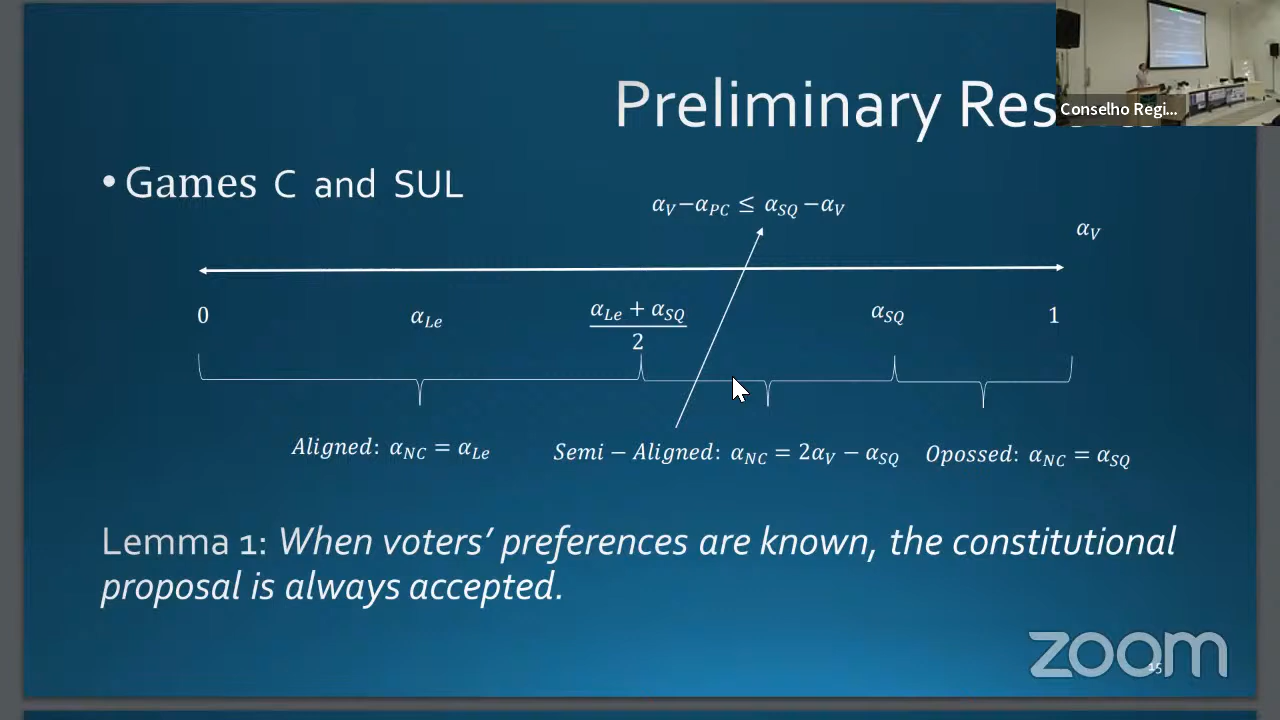 Preliminary Res
Conselho Regi...
• Games C and SUL
α_V − α_PC ≤ α_SQ − α_V
α_V
0
α_Le
(α_Le + α_SQ) / 2
α_SQ
1
Aligned: α_NC = α_Le
Semi − Aligned: α_NC = 2α_V − α_SQ
Opossed: α_NC = α_SQ
Lemma 1: When voters’ preferences are known, the constitutional
proposal is always accepted.
zoom
15